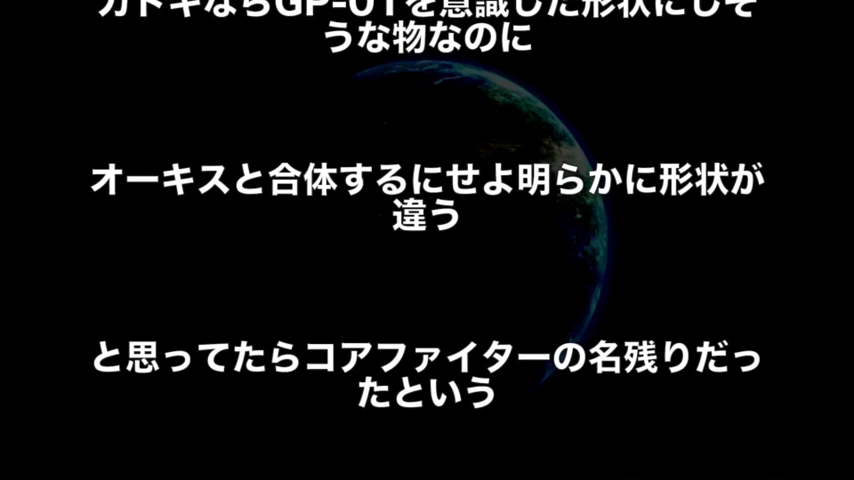 カトキならGP-01を意識した形状にしそ
うな物なのに
オーキスと合体するにせよ明らかに形状が
違う
と思ってたらコアファイターの名残りだっ
たという